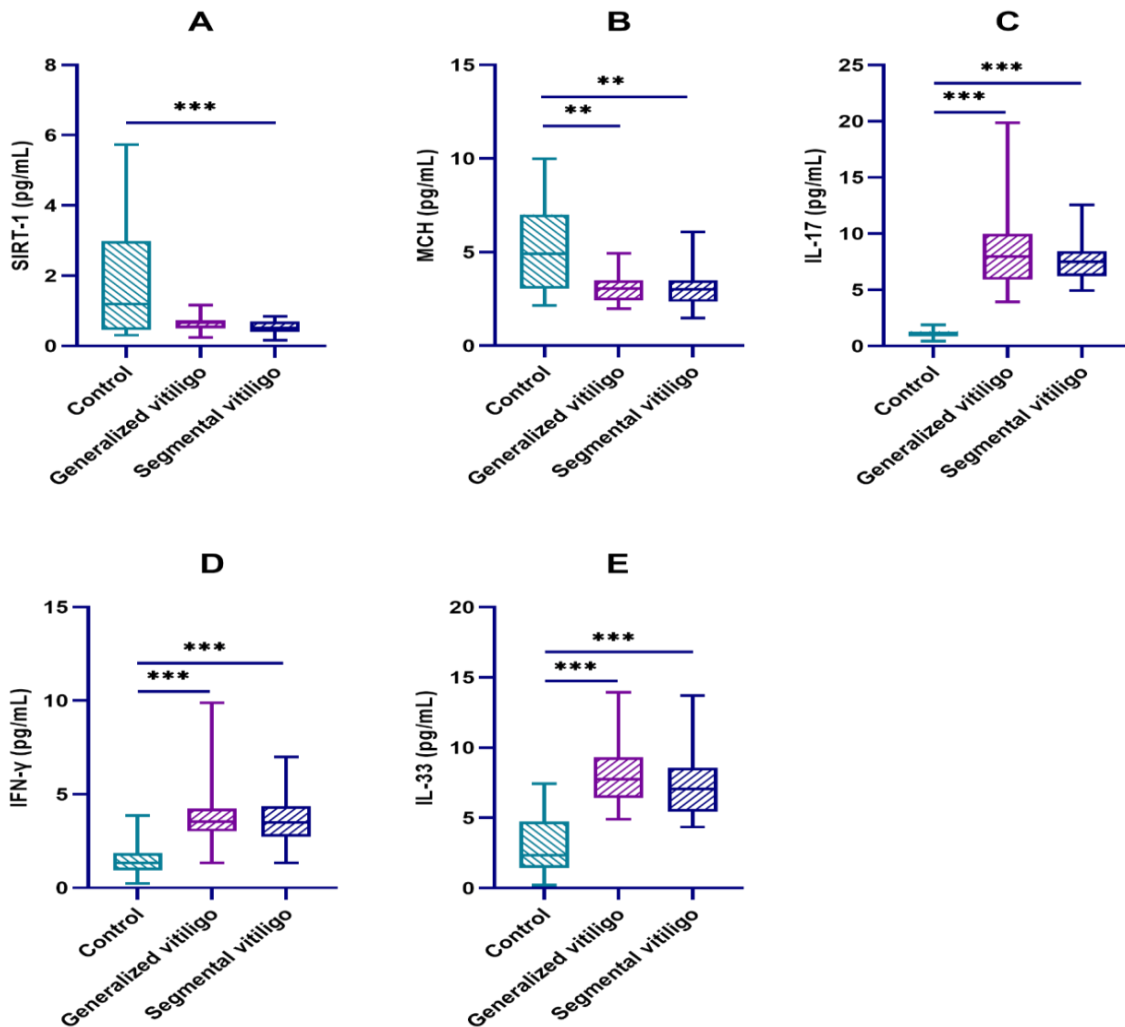 A
SIRT-1 (pg/mL)
8
6
4
2
0
***
Control
Generalized vitiligo
Segmental vitiligo
B
MCH (pg/mL)
15
10
5
0
**
**
Control
Generalized vitiligo
Segmental vitiligo
C
IL-17 (pg/mL)
25
20
15
10
5
0
***
***
Control
Generalized vitiligo
Segmental vitiligo
D
IFN-γ (pg/mL)
15
10
5
0
***
***
Control
Generalized vitiligo
Segmental vitiligo
E
IL-33 (pg/mL)
20
15
10
5
0
***
***
Control
Generalized vitiligo
Segmental vitiligo